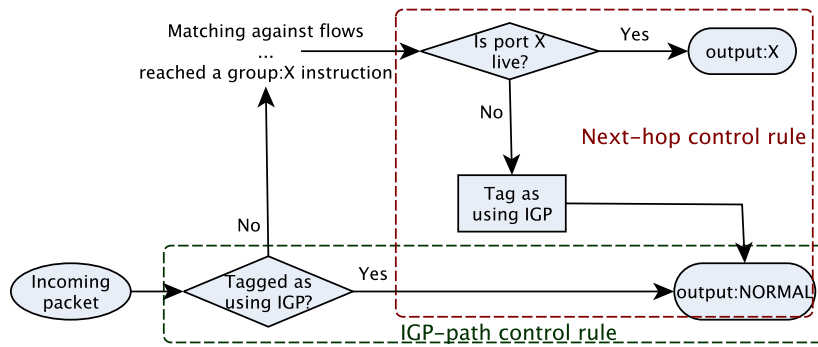 Matching against flows
...
reached a group:X instruction
Is port X
live?
Yes
output:X
No
Next-hop control rule
Tag as
using IGP
No
Incoming
packet
Tagged as
using IGP?
Yes
output:NORMAL
IGP-path control rule